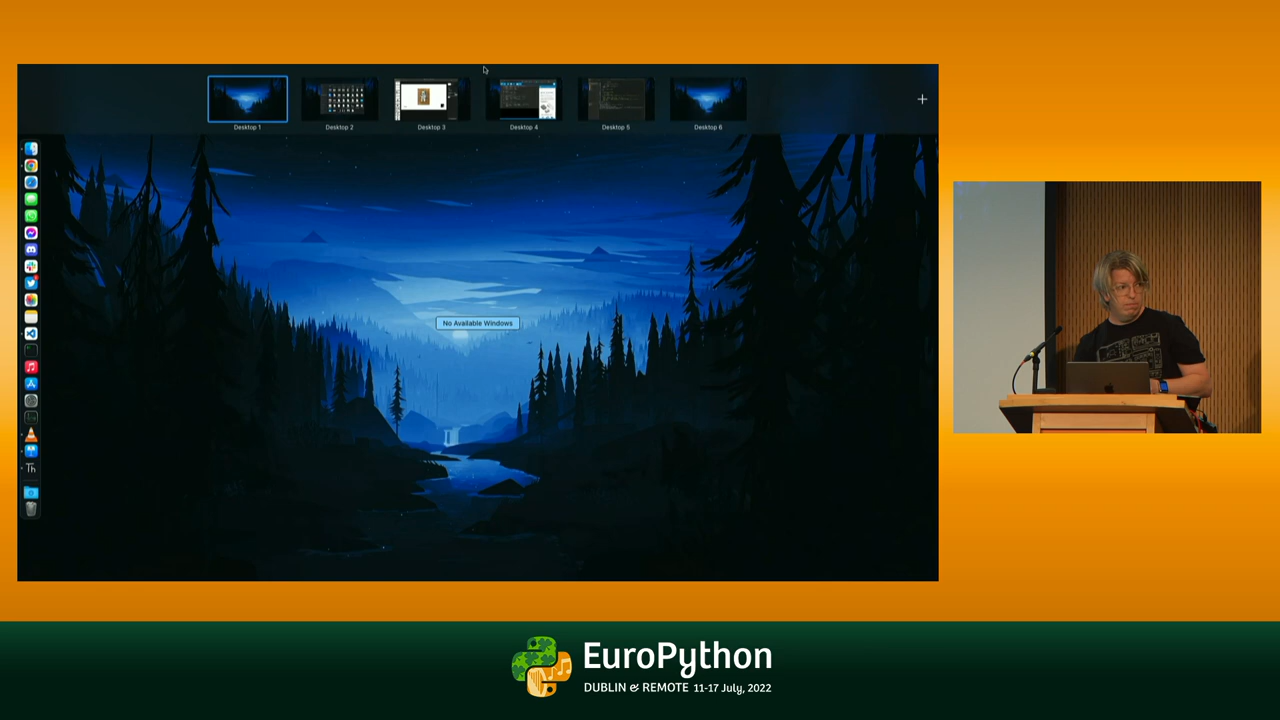 Desktop 1
Desktop 2
Desktop 3
Desktop 4
Desktop 5
Desktop 6
No Available Windows
Th
EuroPython
DUBLIN & REMOTE 11-17 July, 2022